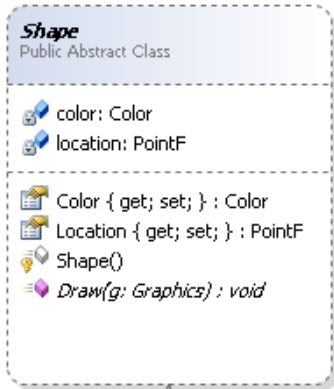 Shape
Public Abstract Class
color: Color
location: PointF
Color { get; set; } : Color
Location { get; set; } : PointF
Shape()
Draw(g: Graphics) : void